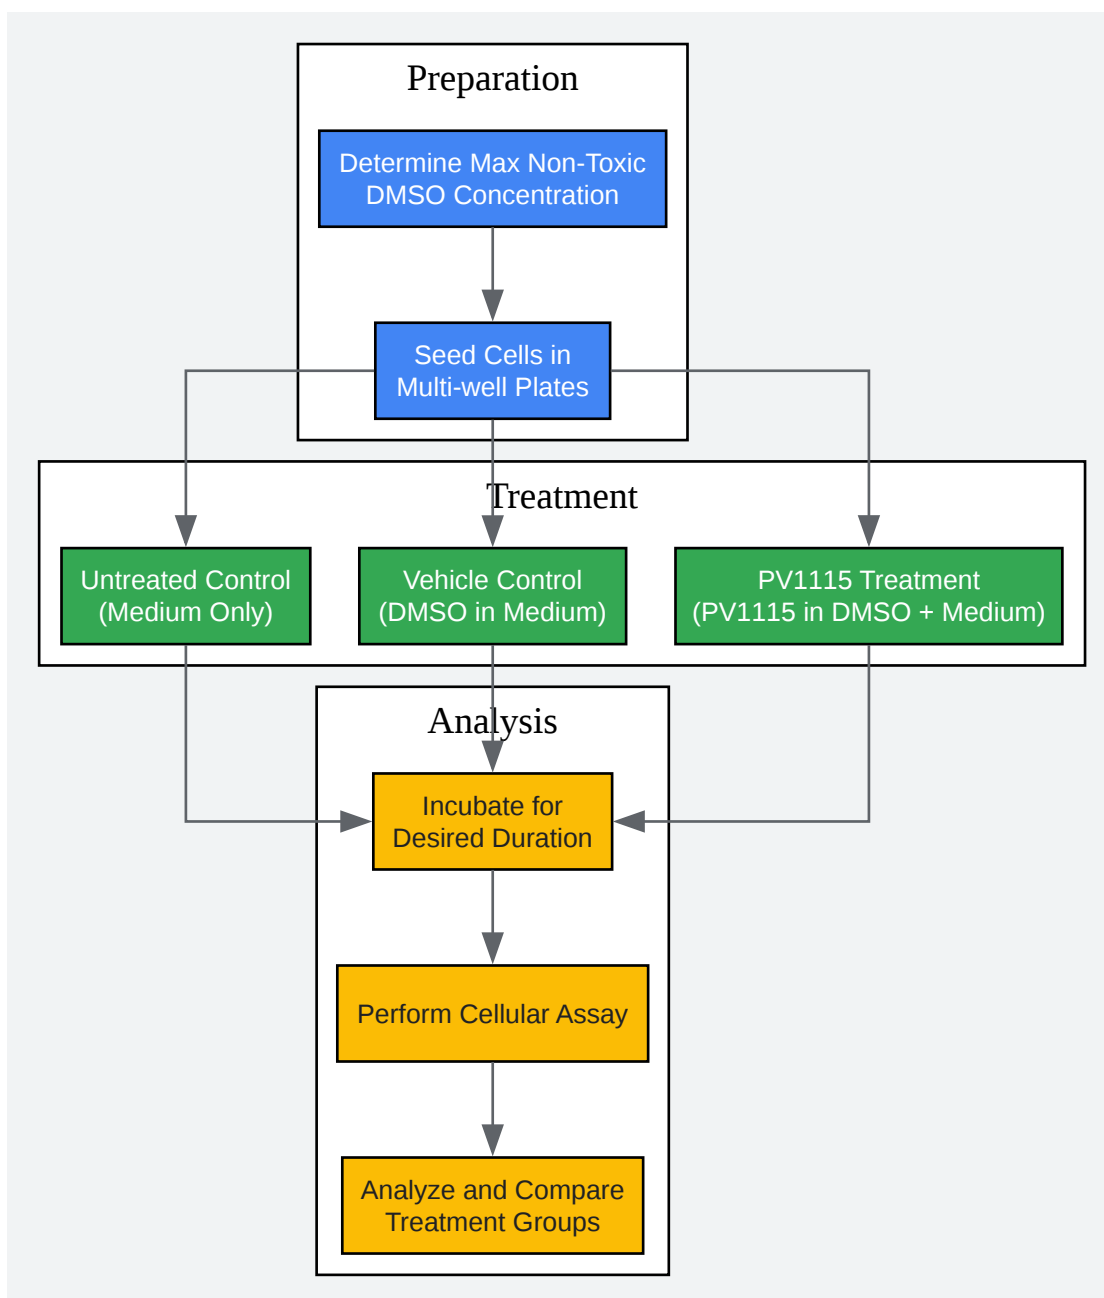 Preparation
Determine Max Non-Toxic
DMSO Concentration
Seed Cells in
Multi-well Plates
Treatment
Untreated Control
(Medium Only)
Vehicle Control
(DMSO in Medium)
PV1115 Treatment
(PV1115 in DMSO + Medium)
Analysis
Incubate for
Desired Duration
Perform Cellular Assay
Analyze and Compare
Treatment Groups